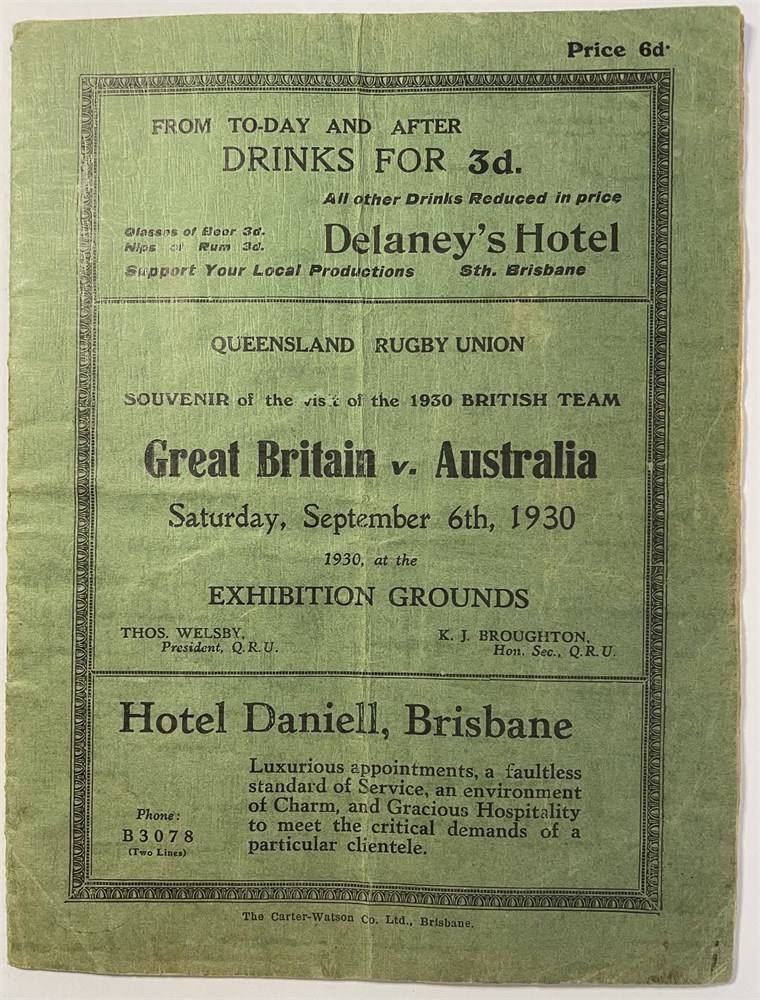 Price 6d.
FROM TO-DAY AND AFTER
DRINKS FOR 3d.
All other Drinks Reduced in price
Glasses of Beer 3d.
Nips of Rum 3d.
Delaney's Hotel
Support Your Local Productions Sth. Brisbane
QUEENSLAND RUGBY UNION
SOUVENIR of the visit of the 1930 BRITISH TEAM
Great Britain v. Australia
Saturday, September 6th, 1930
1930, at the
EXHIBITION GROUNDS
THOS. WELSBY,
President, Q.R.U.
K. J. BROUGHTON,
Hon. Sec., Q.R.U.
Hotel Daniell, Brisbane
Luxurious appointments, a faultless
standard of Service, an environment
of Charm, and Gracious Hospitality
to meet the critical demands of a
particular clientele.
Phone:
B3078
(Two Lines)
The Carter-Watson Co. Ltd., Brisbane.